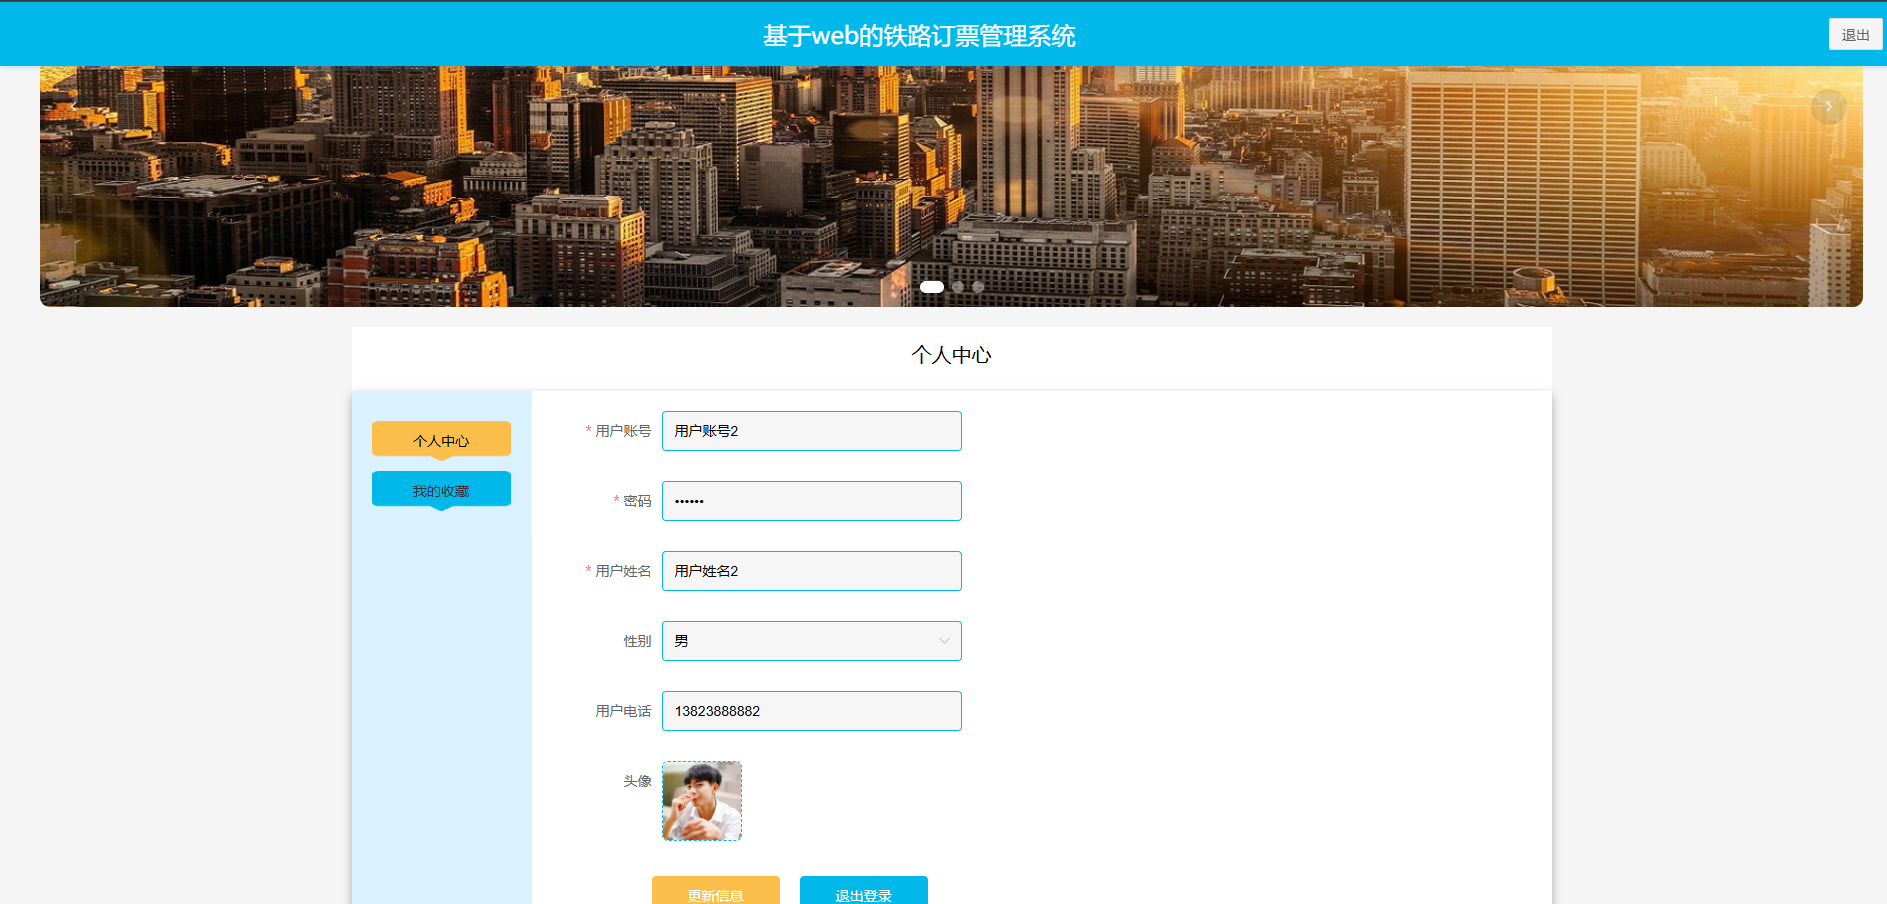 基于web的铁路订票管理系统
退出
个人中心
个人中心
我的收藏
* 用户账号 用户账号2
* 密码 ••••••
* 用户姓名 用户姓名2
性别 男
用户电话 13823888882
头像
更新信息 退出登录